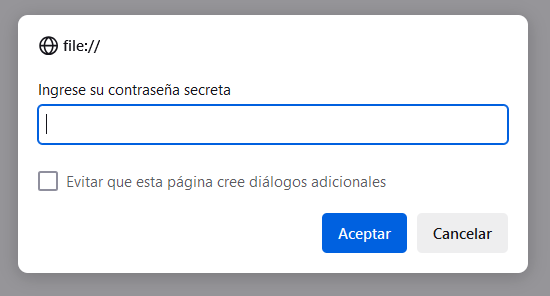 file://
Ingrese su contraseña secreta
Evitar que esta página cree diálogos adicionales
Aceptar Cancelar